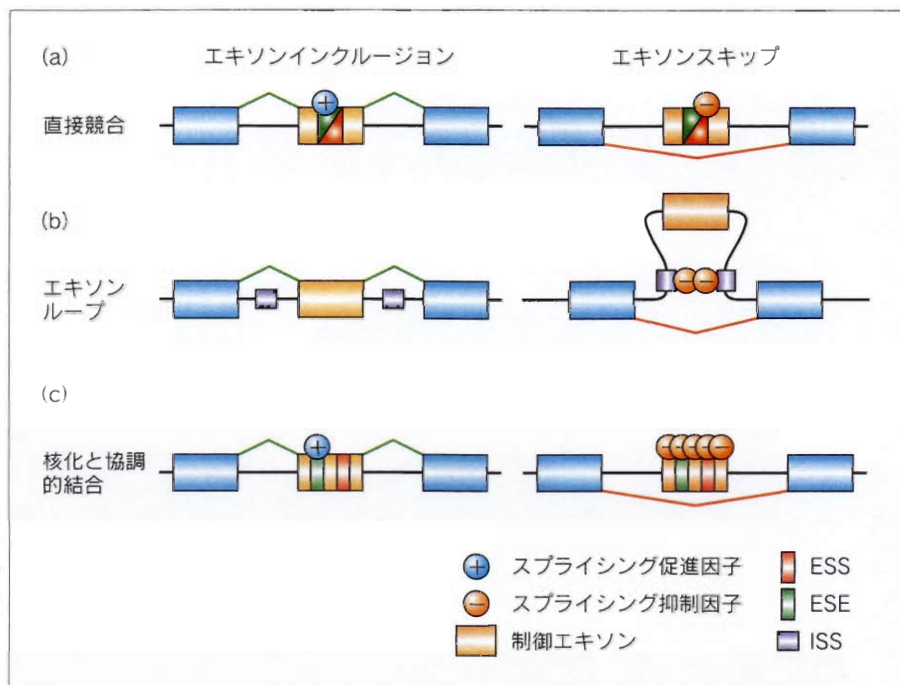 (a)
エキソンインクルージョン
エキソンスキップ
直接競合
+
−
(b)
エキソン
ループ
− −
(c)
核化と協調
的結合
+
− − − − −
+ スプライシング促進因子
− スプライシング抑制因子
制御エキソン
ESS
ESE
ISS